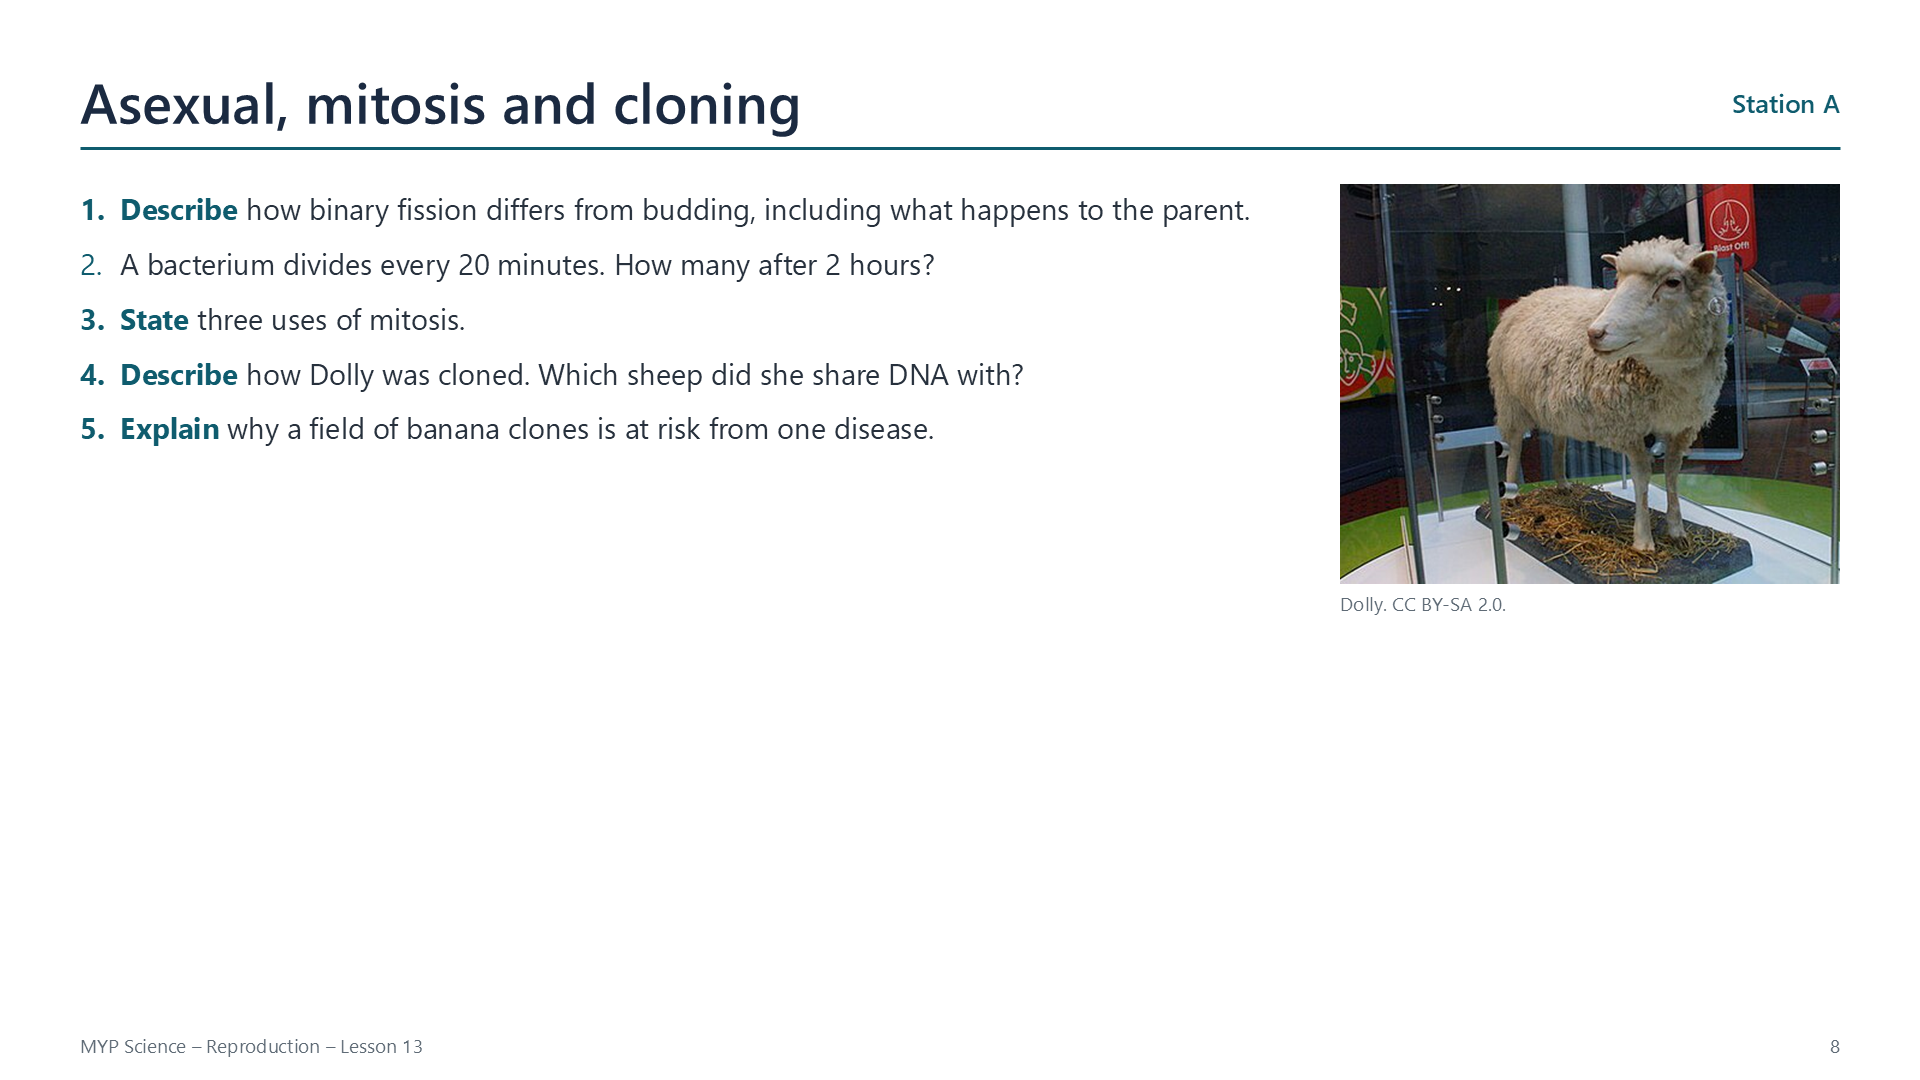 Asexual, mitosis and cloning
Station A
1. Describe how binary fission differs from budding, including what happens to the parent.
2. A bacterium divides every 20 minutes. How many after 2 hours?
3. State three uses of mitosis.
4. Describe how Dolly was cloned. Which sheep did she share DNA with?
5. Explain why a field of banana clones is at risk from one disease.
Blast Off!
Dolly. CC BY-SA 2.0.
MYP Science – Reproduction – Lesson 13
8